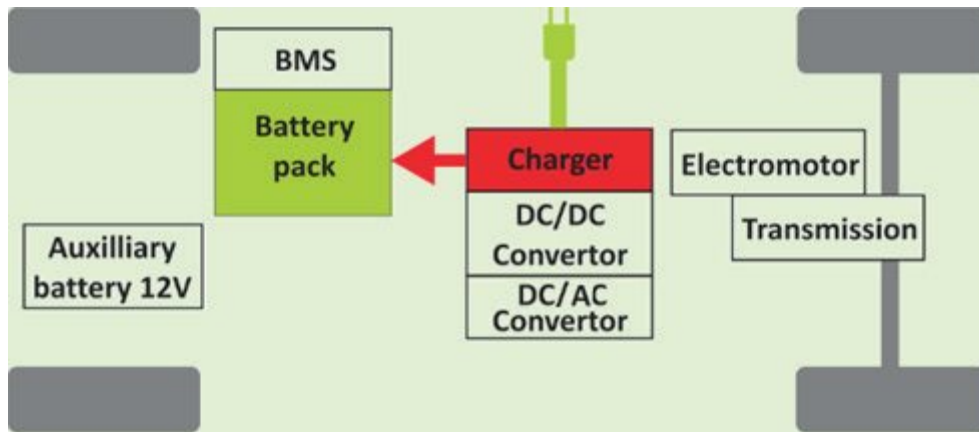 BMS
Battery
pack
Charger
Electromotor
DC/DC
Convertor
Transmission
Auxilliary
battery 12V
DC/AC
Convertor